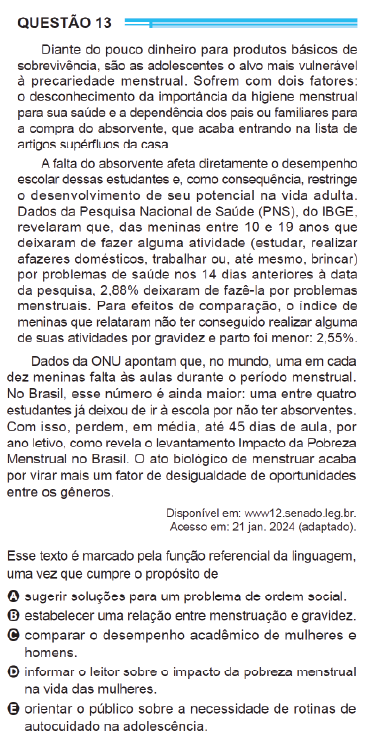 QUESTÃO 13
Diante do pouco dinheiro para produtos básicos de
sobrevivência, são as adolescentes o alvo mais vulnerável
à precariedade menstrual. Sofrem com dois fatores:
o desconhecimento da importância da higiene menstrual
para sua saúde e a dependência dos pais ou familiares para
a compra do absorvente, que acaba entrando na lista de
artigos supérfluos da casa
A falta do absorvente afeta diretamente o desempenho
escolar dessas estudantes e, como consequência, restringe
o desenvolvimento de seu potencial na vida adulta.
Dados da Pesquisa Nacional de Saúde (PNS), do IBGE,
revelaram que, das meninas entre 10 e 19 anos que
deixaram de fazer alguma atividade (estudar, realizar
afazeres domésticos, trabalhar ou, até mesmo, brincar)
por problemas de saúde nos 14 dias anteriores à data
da pesquisa, 2,88% deixaram de fazê-la por problemas
menstruais. Para efeitos de comparação, o índice de
meninas que relataram não ter conseguido realizar alguma
de suas atividades por gravidez e parto foi menor: 2,55%.
Dados da ONU apontam que, no mundo, uma em cada
dez meninas falta às aulas durante o período menstrual.
No Brasil, esse número é ainda maior: uma entre quatro
estudantes já deixou de ir à escola por não ter absorventes.
Com isso, perdem, em média, até 45 dias de aula, por
ano letivo, como revela o levantamento Impacto da Pobreza
Menstrual no Brasil. O ato biológico de menstruar acaba
por virar mais um fator de desigualdade de oportunidades
entre os gêneros.
Disponível em: www12.senado.leg.br.
Acesso em: 21 jan. 2024 (adaptado).
Esse texto é marcado pela função referencial da linguagem,
uma vez que cumpre o propósito de
A sugerir soluções para um problema de ordem social.
B estabelecer uma relação entre menstruação e gravidez.
C comparar o desempenho acadêmico de mulheres e
homens.
D informar o leitor sobre o impacto da pobreza menstrual
na vida das mulheres.
E orientar o público sobre a necessidade de rotinas de
autocuidado na adolescência.